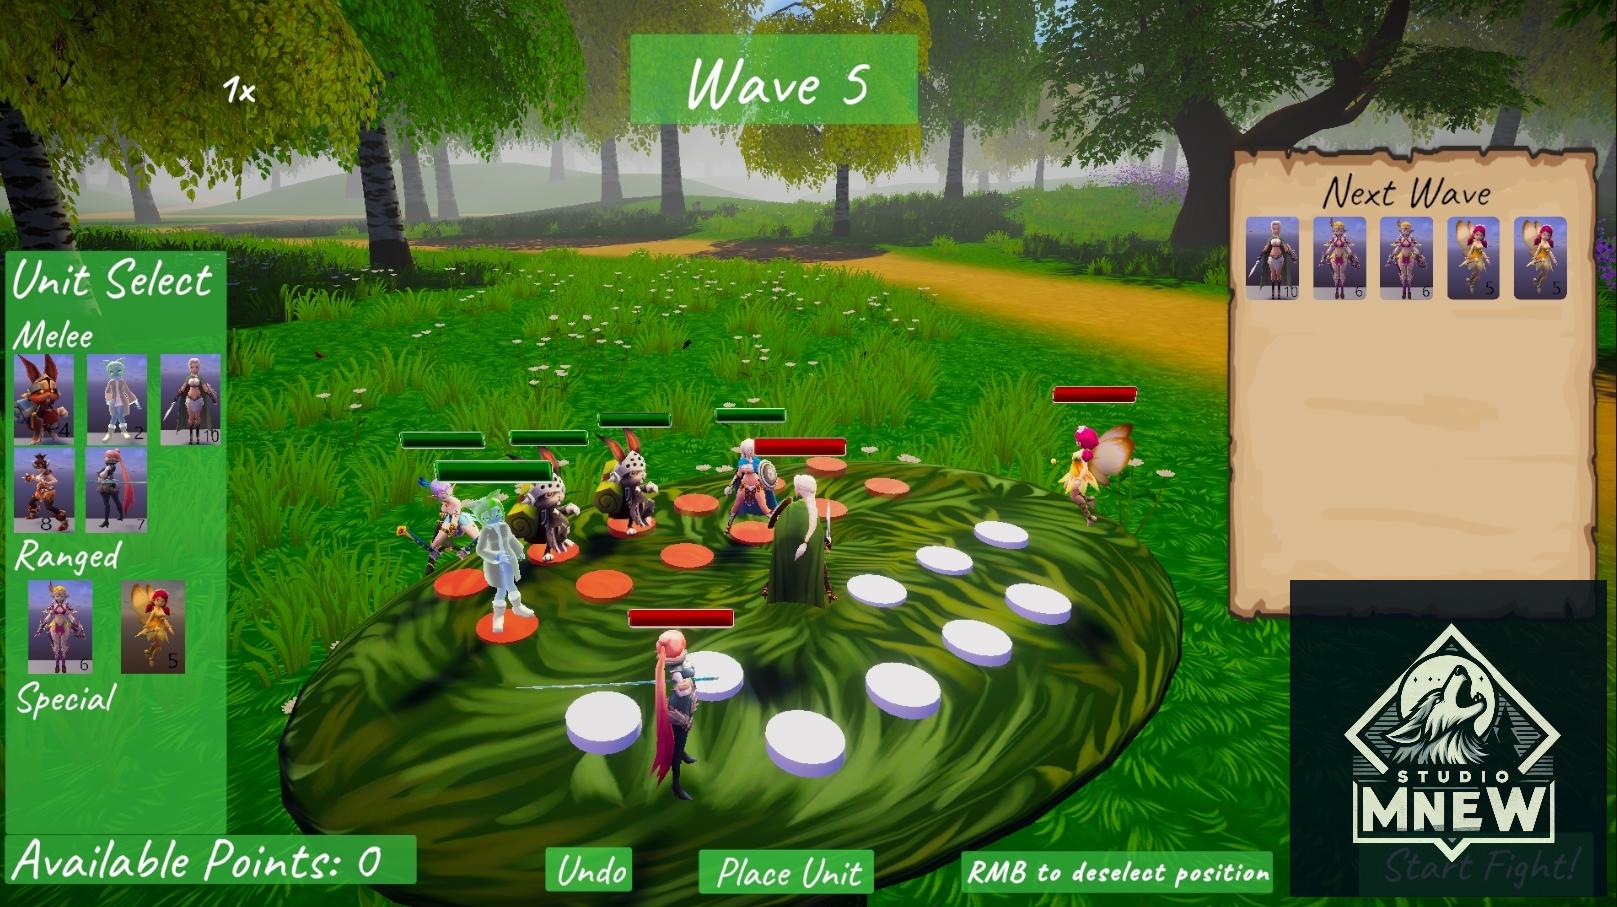 Wave 5
1x
Next Wave
10 6 6 5 5
Unit Select
Melee
4 2 10
8 7
Ranged
6 5
Special
Available Points: 0
Undo
Place Unit
RMB to deselect position
Start Fight!
STUDIO
MNEW